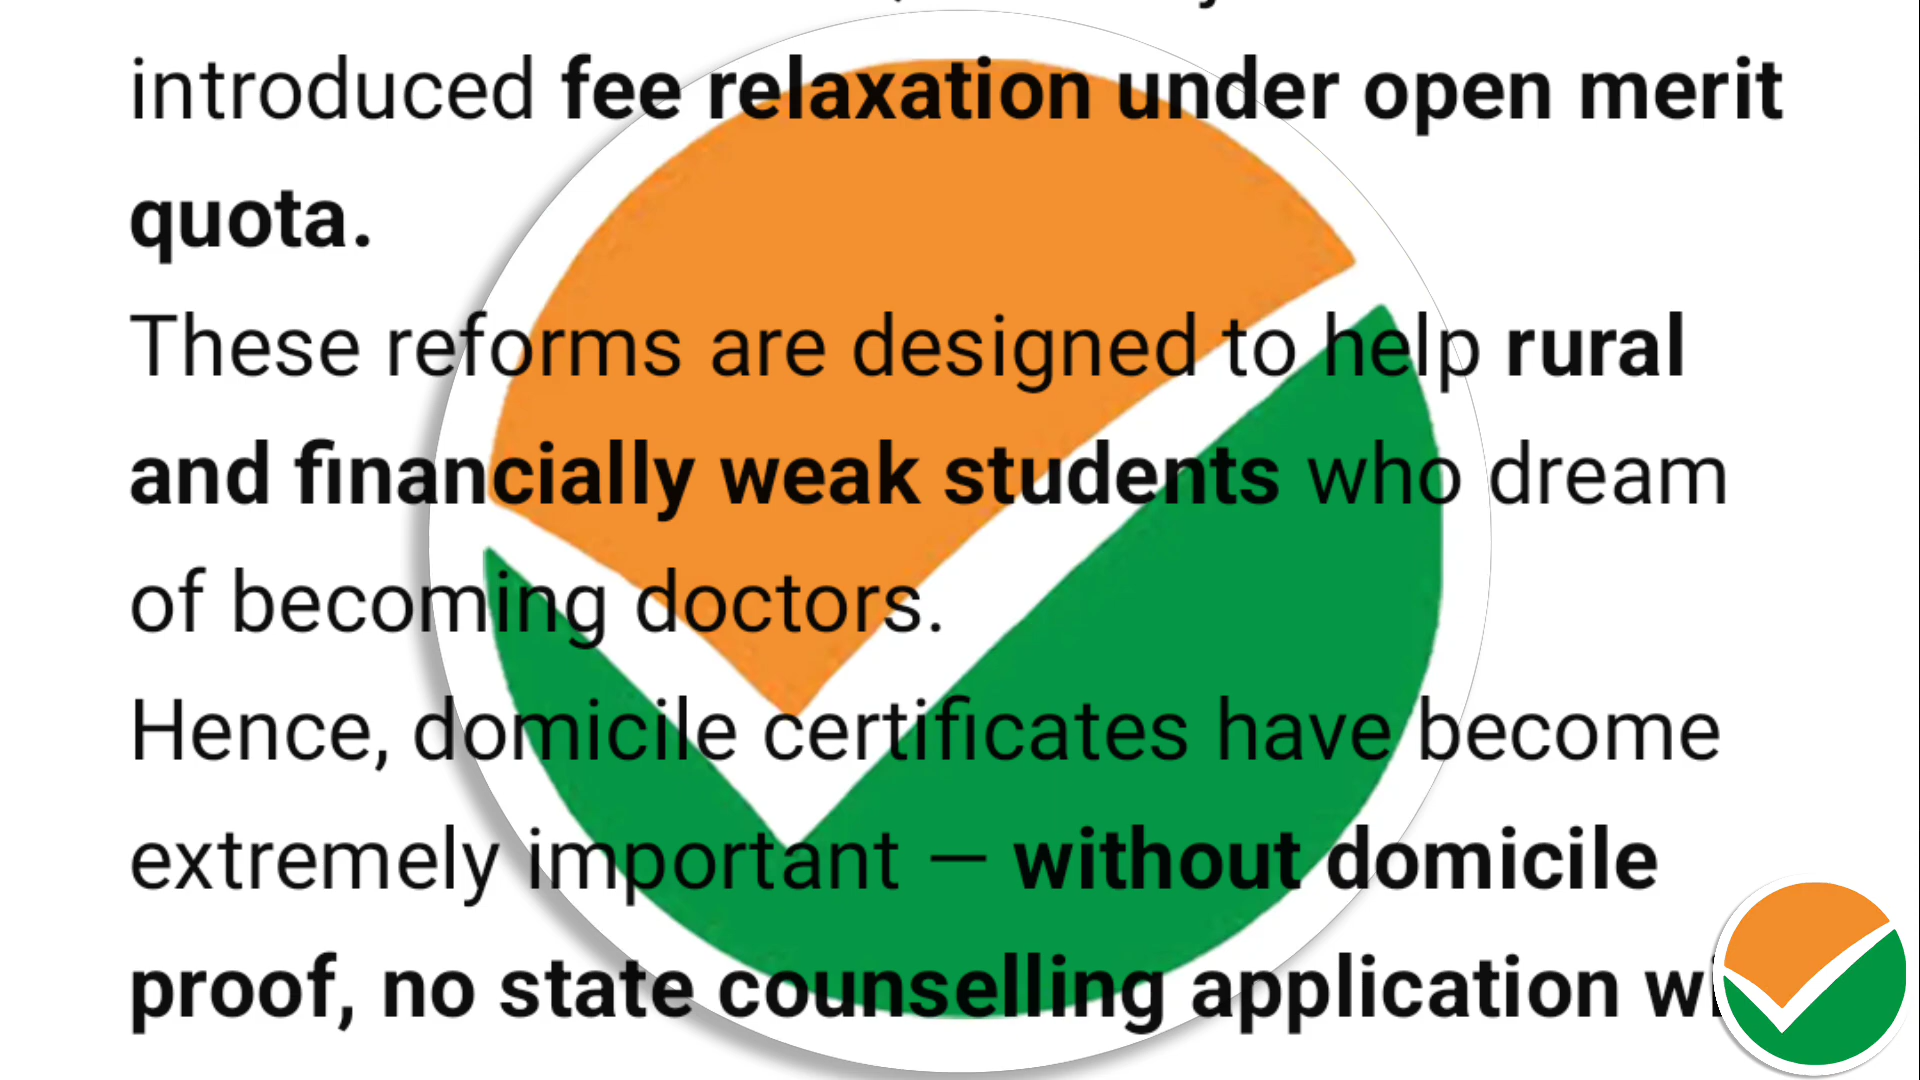 introduced fee relaxation under open merit
quota.
These reforms are designed to help rural
and financially weak students who dream
of becoming doctors.
Hence, domicile certificates have become
extremely important — without domicile
proof, no state counselling application